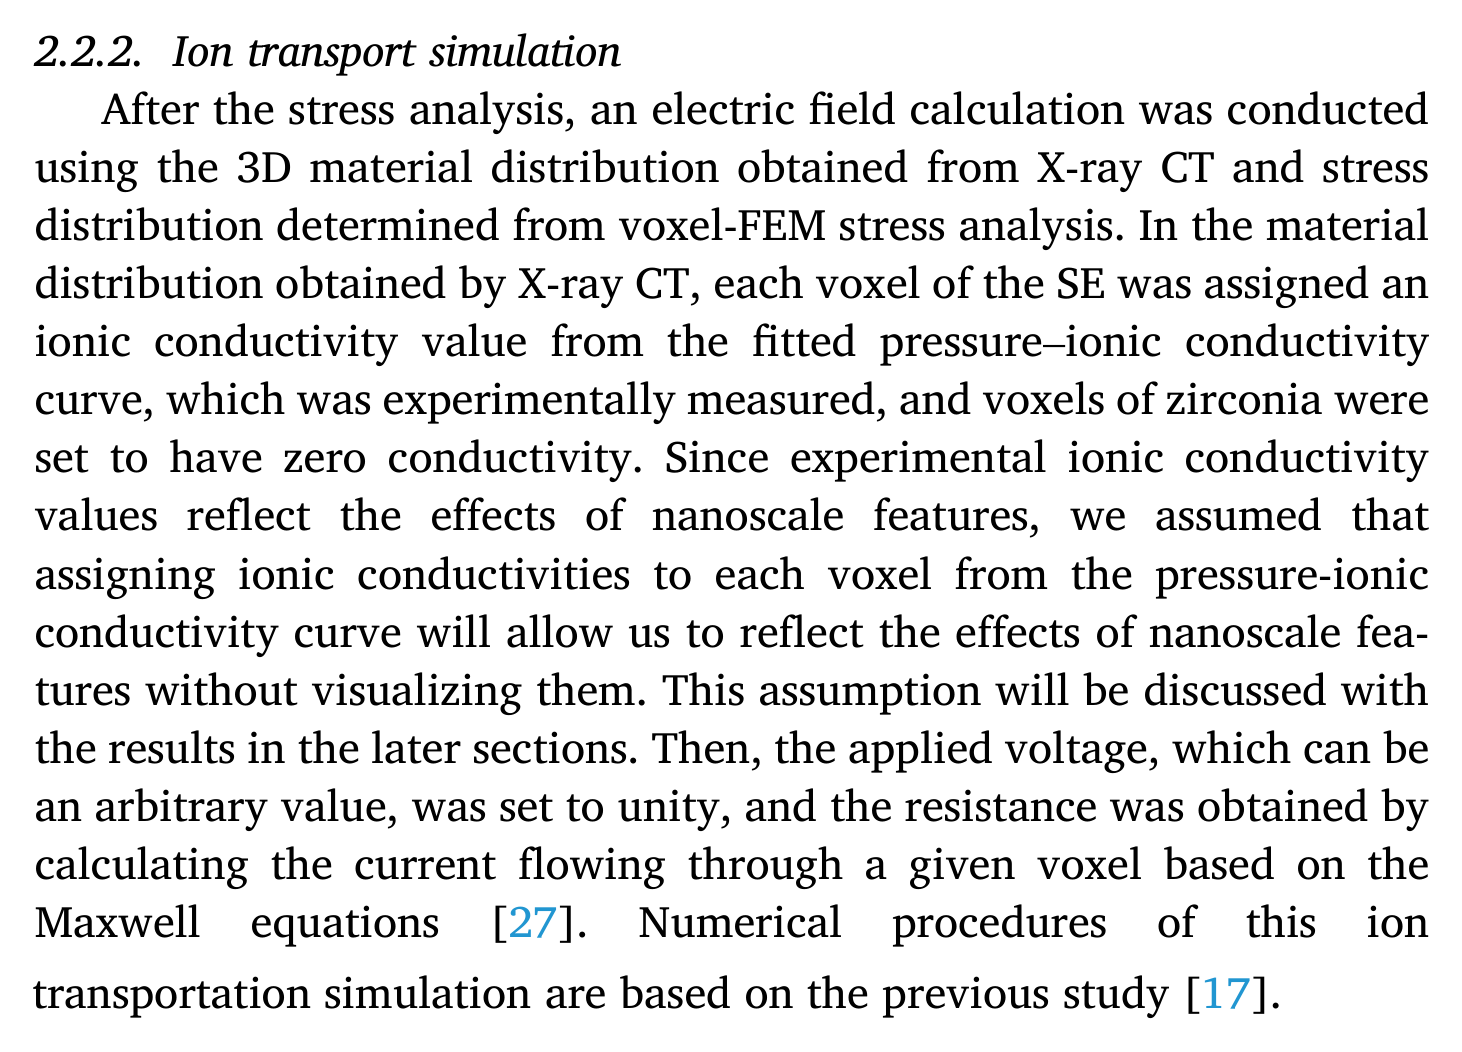 2.2.2. Ion transport simulation
After the stress analysis, an electric field calculation was conducted
using the 3D material distribution obtained from X-ray CT and stress
distribution determined from voxel-FEM stress analysis. In the material
distribution obtained by X-ray CT, each voxel of the SE was assigned an
ionic conductivity value from the fitted pressure–ionic conductivity
curve, which was experimentally measured, and voxels of zirconia were
set to have zero conductivity. Since experimental ionic conductivity
values reflect the effects of nanoscale features, we assumed that
assigning ionic conductivities to each voxel from the pressure-ionic
conductivity curve will allow us to reflect the effects of nanoscale fea-
tures without visualizing them. This assumption will be discussed with
the results in the later sections. Then, the applied voltage, which can be
an arbitrary value, was set to unity, and the resistance was obtained by
calculating the current flowing through a given voxel based on the
Maxwell equations [27]. Numerical procedures of this ion
transportation simulation are based on the previous study [17].